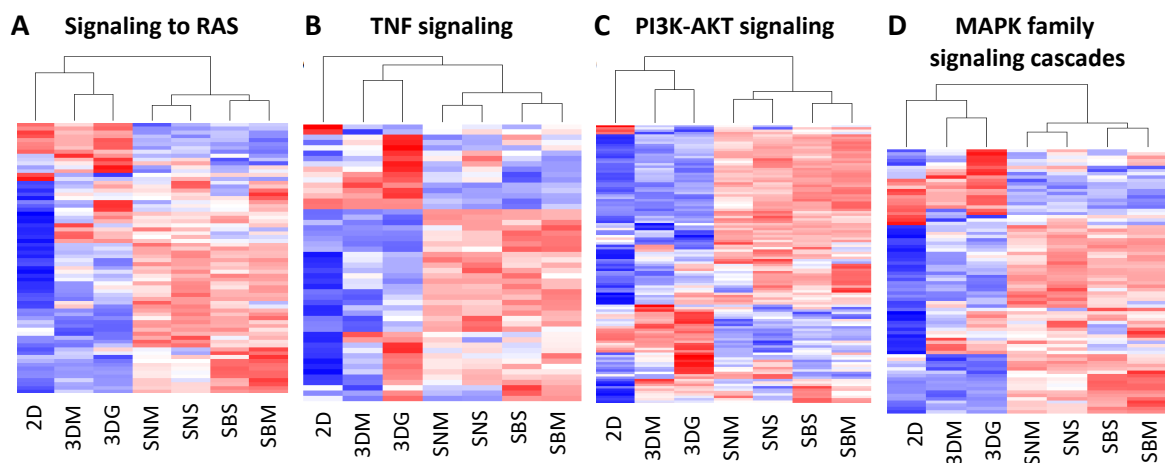 A Signaling to RAS
B TNF signaling
C PI3K-AKT signaling
D MAPK family
signaling cascades
2D 3DM 3DG SNM SNS SBS SBM
2D 3DM 3DG SNM SNS SBS SBM
2D 3DM 3DG SNM SNS SBS SBM
2D 3DM 3DG SNM SNS SBS SBM